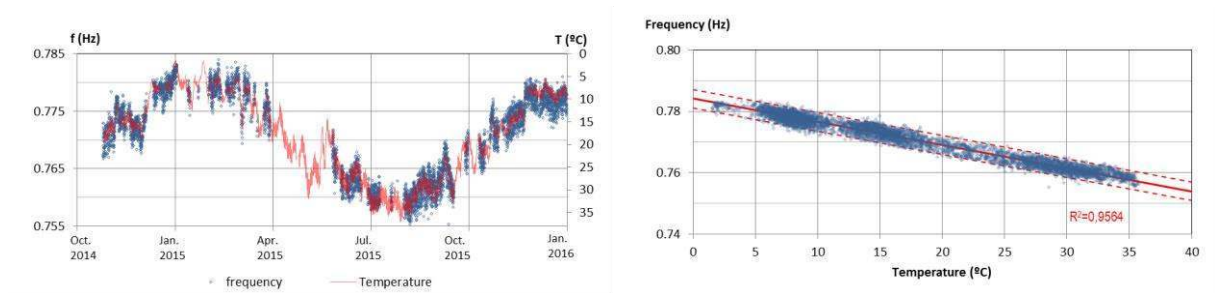 f (Hz)
T (ºC)
0.785
0.775
0.765
0.755
0
5
10
15
20
25
30
35
Oct.
2014
Jan.
2015
Apr.
2015
Jul.
2015
Oct.
2015
Jan.
2016
frequency
Temperature
Frequency (Hz)
0.80
0.78
0.76
0.74
R²=0,9564
0
5
10
15
20
25
30
35
40
Temperature (ºC)